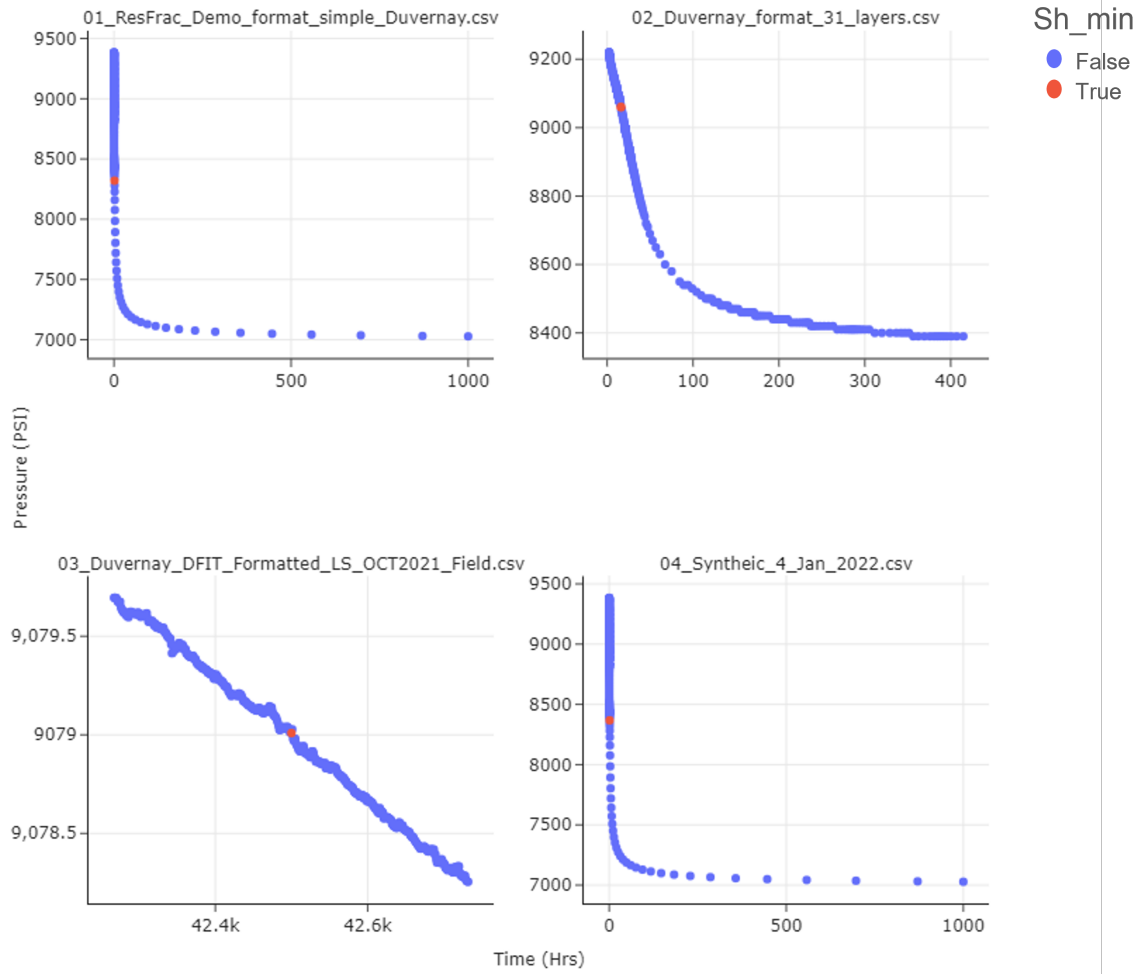 01_ResFrac_Demo_format_simple_Duvernay.csv
02_Duvernay_format_31_layers.csv
Sh_min
False
True
9500
9000
8500
8000
7500
7000
0
500
1000
9200
9000
8800
8600
8400
0
100
200
300
400
Pressure (PSI)
03_Duvernay_DFIT_Formatted_LS_OCT2021_Field.csv
04_Syntheic_4_Jan_2022.csv
9,079.5
9079
9,078.5
42.4k
42.6k
9500
9000
8500
8000
7500
7000
0
500
1000
Time (Hrs)